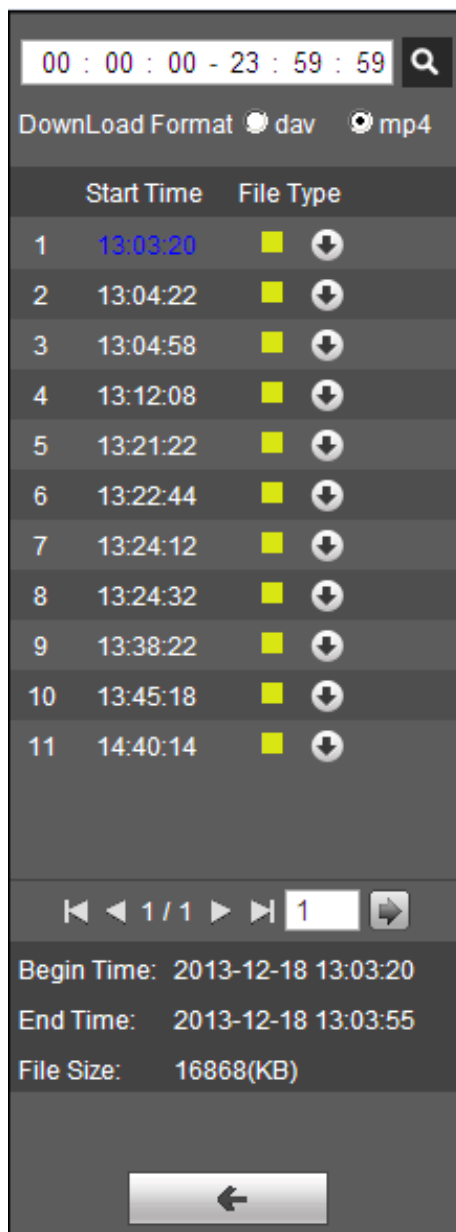 00 : 00 : 00 - 23 : 59 : 59
DownLoad Format dav mp4
Start Time File Type
1 13:03:20
2 13:04:22
3 13:04:58
4 13:12:08
5 13:21:22
6 13:22:44
7 13:24:12
8 13:24:32
9 13:38:22
10 13:45:18
11 14:40:14
1 / 1 1
Begin Time: 2013-12-18 13:03:20
End Time: 2013-12-18 13:03:55
File Size: 16868(KB)